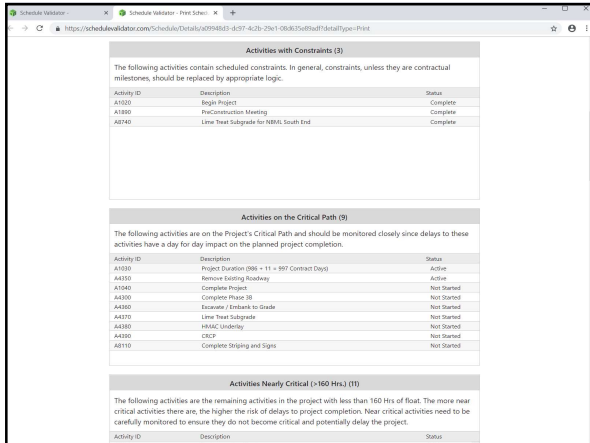 Schedule Validator -
Schedule Validator - Print Sched
https://schedulevalidator.com/Schedule/Details/a09948d3-dc97-4c2b-29e1-08d635e89adf?detailType=Print
Activities with Constraints (3)
The following activities contain scheduled constraints. In general, constraints, unless they are contractual
milestones, should be replaced by appropriate logic.
Activity ID Description Status
A1020 Begin Project Complete
A1890 PreConstruction Meeting Complete
A8740 Lime Treat Subgrade for NBML South End Complete
Activities on the Critical Path (9)
The following activities are on the Project's Critical Path and should be monitored closely since delays to these
activities have a day for day impact on the planned project completion.
Activity ID Description Status
A1030 Project Duration (986 + 11 = 997 Contract Days) Active
A4350 Remove Existing Roadway Active
A1040 Complete Project Not Started
A4300 Complete Phase 3B Not Started
A4360 Escavate / Embank to Grade Not Started
A4370 Lime Treat Subgrade Not Started
A4380 HMAC Underlay Not Started
A4390 CRCP Not Started
A8110 Complete Striping and Signs Not Started
Activities Nearly Critical (>160 Hrs.) (11)
The following activities are the remaining activities in the project with less than 160 Hrs of float. The more near
critical activities there are, the higher the risk of delays to project completion. Near critical activities need to be
carefully monitored to ensure they do not become critical and potentially delay the project.
Activity ID Description Status